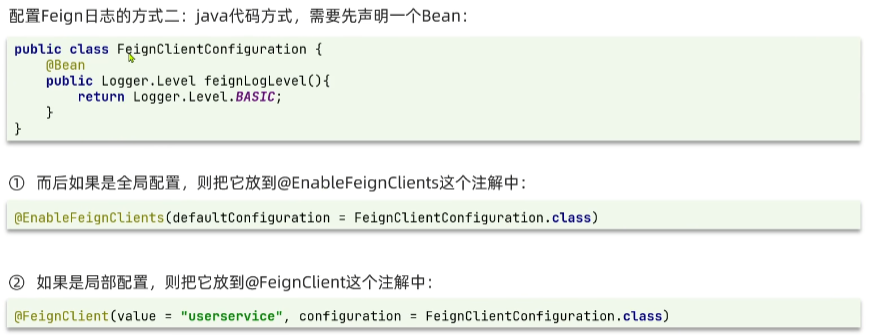 配置Feign日志的方式二：java代码方式，需要先声明一个Bean：
public class FeignClientConfiguration {
@Bean
public Logger.Level feignLogLevel(){
return Logger.Level.BASIC;
}
}
① 而后如果是全局配置，则把它放到@EnableFeignClients这个注解中：
@EnableFeignClients(defaultConfiguration = FeignClientConfiguration.class)
② 如果是局部配置，则把它放到@FeignClient这个注解中：
@FeignClient(value = "userservice", configuration = FeignClientConfiguration.class)